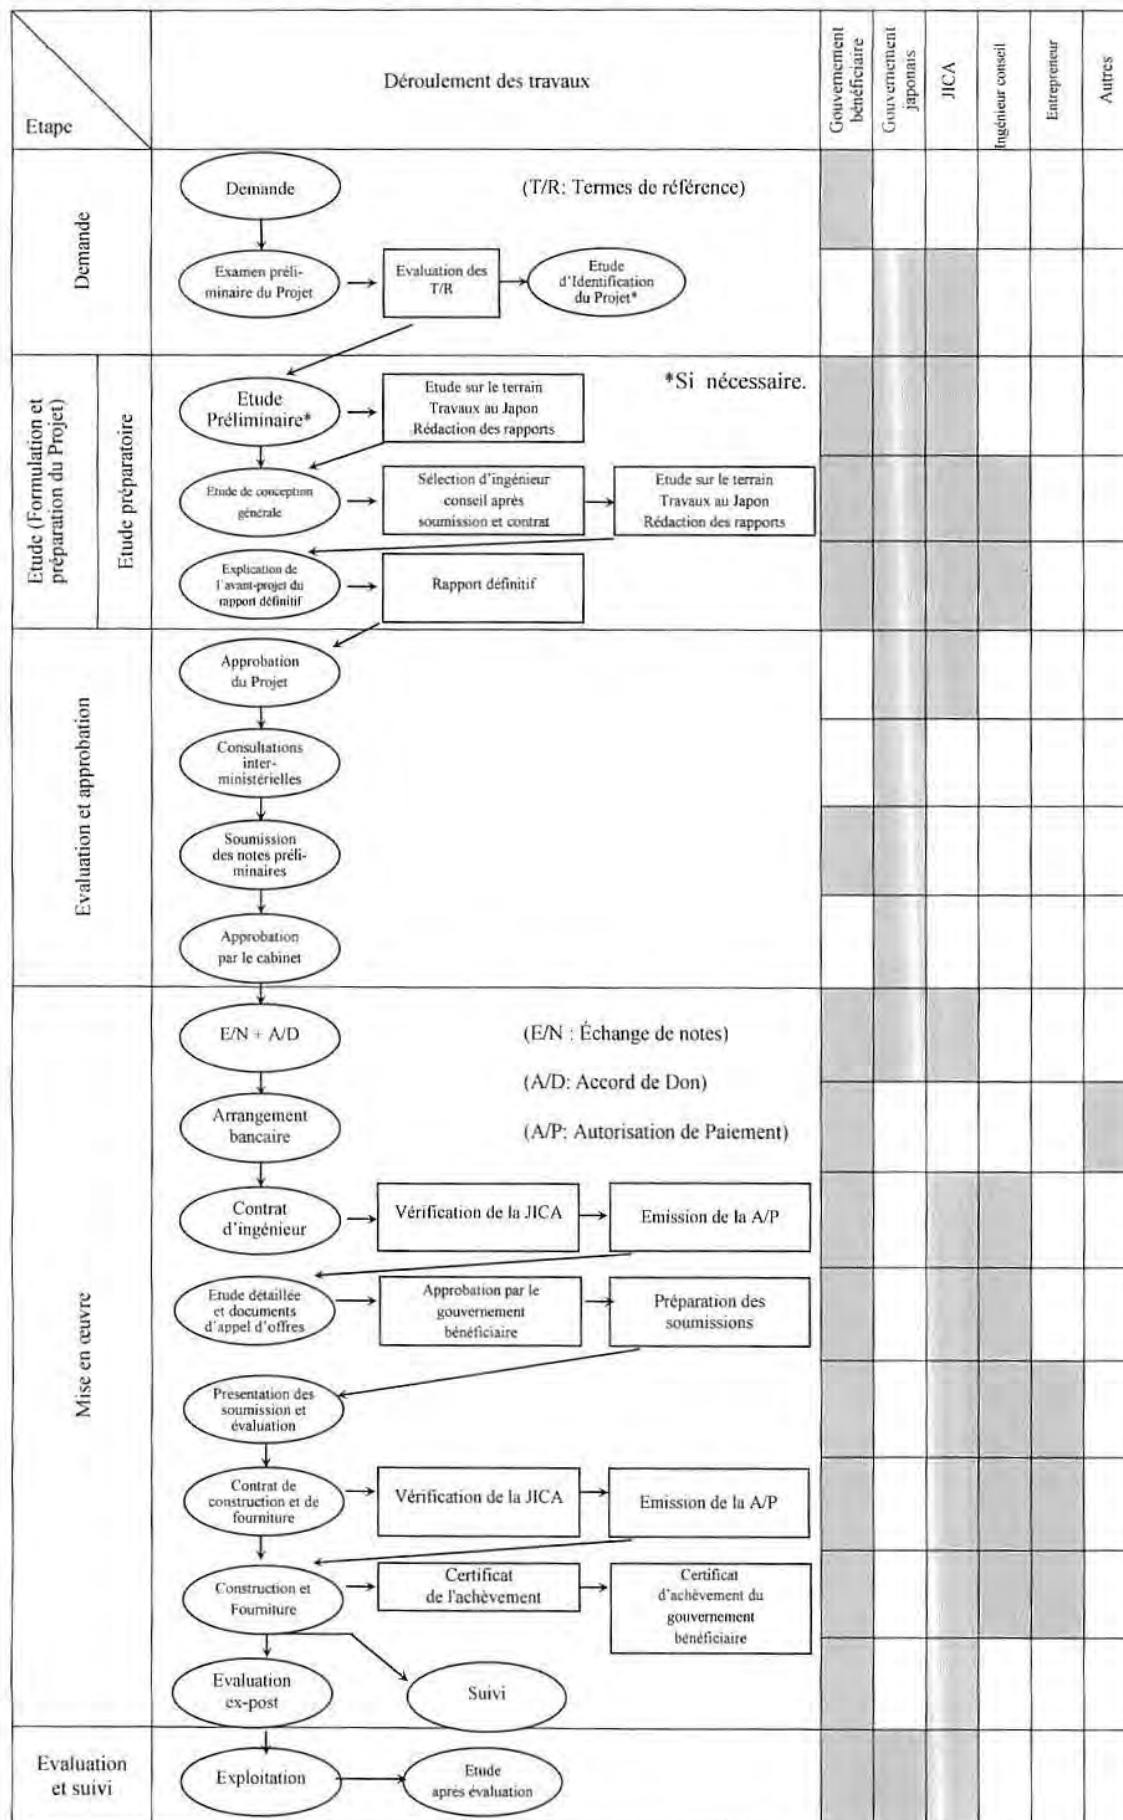 Etape
Déroulement des travaux
Gouvernement
bénéficiaire
Gouvernement
japonais
JICA
Ingénieur conseil
Entrepreneur
Autres
Demande
Demande
(T/R: Termes de référence)
Examen préli-
minaire du Projet
Evaluation des
T/R
Etude
d'Identification
du Projet*
Etude (Formulation et
préparation du Projet)
Etude préparatoire
*Si nécessaire.
Etude
Préliminaire*
Etude sur le terrain
Travaux au Japon
Rédaction des rapports
Etude de conception
générale
Sélection d'ingénieur
conseil après
soumission et contrat
Etude sur le terrain
Travaux au Japon
Rédaction des rapports
Explication de
l'avant-projet du
rapport définitif
Rapport définitif
Evaluation et approbation
Approbation
du Projet
Consultations
inter-
ministérielles
Soumission
des notes préli-
minaires
Approbation
par le cabinet
Mise en œuvre
E/N + A/D
(E/N : Échange de notes)
(A/D: Accord de Don)
Arrangement
bancaire
(A/P: Autorisation de Paiement)
Contrat
d'ingénieur
Vérification de la JICA
Emission de la A/P
Etude détaillée
et documents
d'appel d'offres
Approbation par le
gouvernement
bénéficiaire
Préparation des
soumissions
Presentation des
soumission et
évaluation
Contrat de
construction et de
fourniture
Vérification de la JICA
Emission de la A/P
Construction et
Fourniture
Certificat
de l'achèvement
Certificat
d'achèvement du
gouvernement
bénéficiaire
Evaluation
ex-post
Suivi
Evaluation
et suivi
Exploitation
Etude
après évaluation